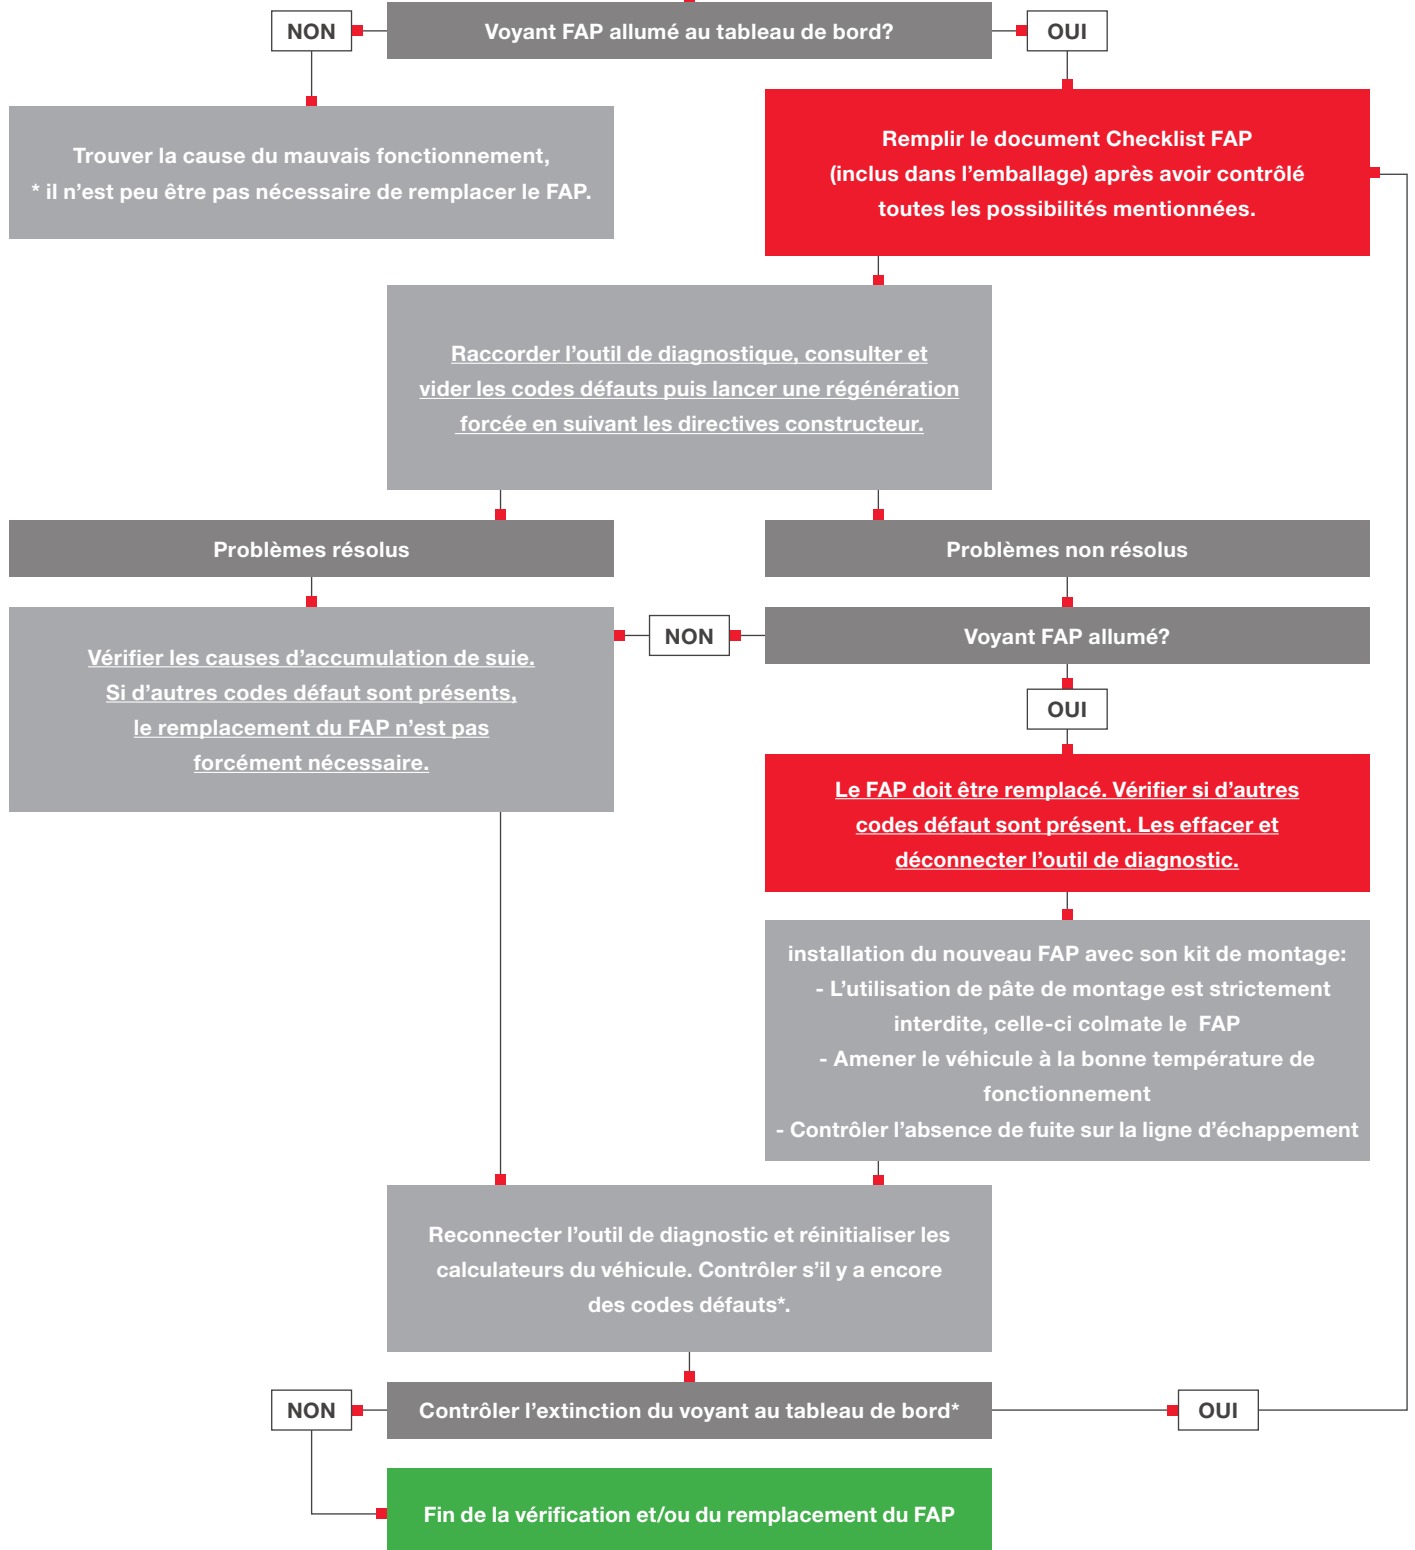 NON
Voyant FAP allumé au tableau de bord?
OUI
Trouver la cause du mauvais fonctionnement,
* il n’est peu être pas nécessaire de remplacer le FAP.
Remplir le document Checklist FAP
(inclus dans l’emballage) après avoir contrôlé
toutes les possibilités mentionnées.
Raccorder l’outil de diagnostique, consulter et
vider les codes défauts puis lancer une régénération
forcée en suivant les directives constructeur.
Problèmes résolus
Problèmes non résolus
Vérifier les causes d’accumulation de suie.
Si d’autres codes défaut sont présents,
le remplacement du FAP n’est pas
forcément nécessaire.
NON
Voyant FAP allumé?
OUI
Le FAP doit être remplacé. Vérifier si d’autres
codes défaut sont présent. Les effacer et
déconnecter l’outil de diagnostic.
installation du nouveau FAP avec son kit de montage:
- L’utilisation de pâte de montage est strictement
interdite, celle-ci colmate le FAP
- Amener le véhicule à la bonne température de
fonctionnement
- Contrôler l’absence de fuite sur la ligne d’échappement
Reconnecter l’outil de diagnostic et réinitialiser les
calculateurs du véhicule. Contrôler s’il y a encore
des codes défauts*.
NON
Contrôler l’extinction du voyant au tableau de bord*
OUI
Fin de la vérification et/ou du remplacement du FAP